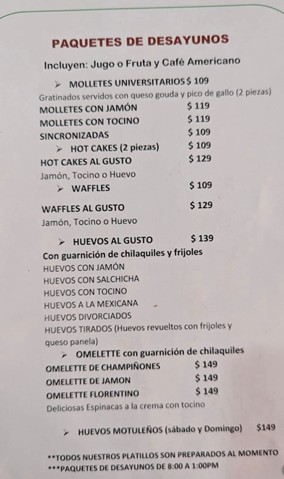 PAQUETES DE DESAYUNOS
Incluyen: Jugo o Fruta y Café Americano
➢ MOLLETES UNIVERSITARIOS $ 109
Gratinados servidos con queso gouda y pico de gallo (2 piezas)
MOLLETES CON JAMÓN $ 119
MOLLETES CON TOCINO $ 119
SINCRONIZADAS $ 109
➢ HOT CAKES (2 piezas) $ 109
HOT CAKES AL GUSTO $ 129
Jamón, Tocino o Huevo
➢ WAFFLES $ 109
WAFFLES AL GUSTO $ 129
Jamón, Tocino o Huevo
➢ HUEVOS AL GUSTO $ 139
Con guarnición de chilaquiles y frijoles
HUEVOS CON JAMÓN
HUEVOS CON SALCHICHA
HUEVOS CON TOCINO
HUEVOS A LA MEXICANA
HUEVOS DIVORCIADOS
HUEVOS TIRADOS (Huevos revueltos con frijoles y
queso panela)
➢ OMELETTE con guarnición de chilaquiles
OMELETTE DE CHAMPIÑONES $ 149
OMELETTE DE JAMON $ 149
OMELETTE FLORENTINO $ 149
Deliciosas Espinacas a la crema con tocino
➢ HUEVOS MOTULEÑOS (sábado y Domingo) $149
**TODOS NUESTROS PLATILLOS SON PREPARADOS AL MOMENTO
***PAQUETES DE DESAYUNOS DE 8:00 A 1:00PM